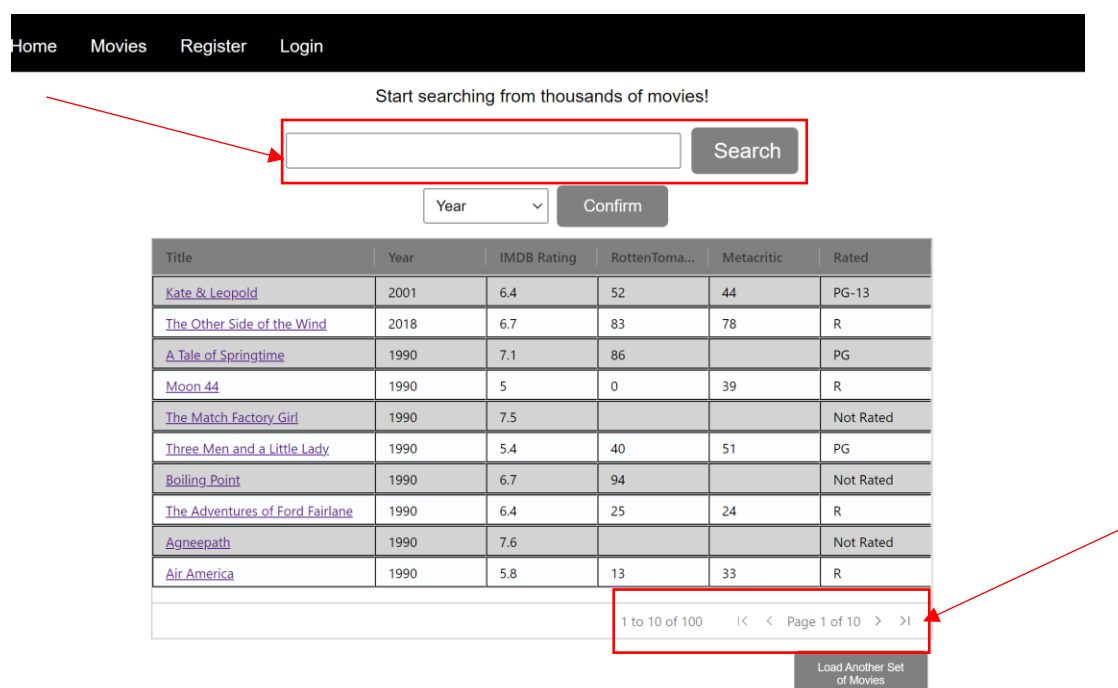 Home Movies Register Login
Start searching from thousands of movies!
Search
Year Confirm
Title Year IMDB Rating RottenToma... Metacritic Rated
Kate & Leopold 2001 6.4 52 44 PG-13
The Other Side of the Wind 2018 6.7 83 78 R
A Tale of Springtime 1990 7.1 86 PG
Moon 44 1990 5 0 39 R
The Match Factory Girl 1990 7.5 Not Rated
Three Men and a Little Lady 1990 5.4 40 51 PG
Boiling Point 1990 6.7 94 Not Rated
The Adventures of Ford Fairlane 1990 6.4 25 24 R
Agneepath 1990 7.6 Not Rated
Air America 1990 5.8 13 33 R
1 to 10 of 100 Page 1 of 10
Load Another Set
of Movies